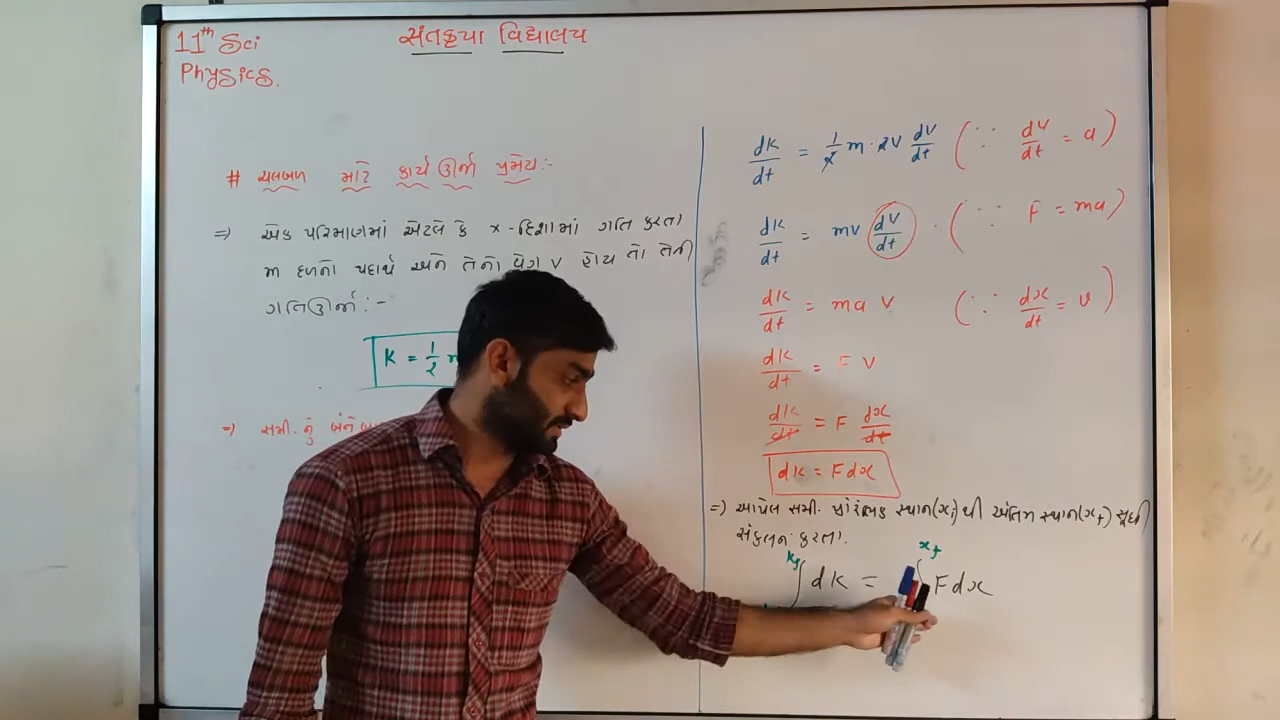 11th Sci
Physics.
સંતકૃપા વિદ્યાલય
# ચલબળ માટે કાર્ય ઊર્જા પ્રમેય:-
⇒ એક પરિમાણમાં એટલે કે x-દિશામાં ગતિ કરતા
m દળનો પદાર્થ અને તેનો વેગ v હોય તો તેની
ગતિઊર્જા:-
K = 1/2 m
⇒ સમી. નું બંને
dk/dt = 1/2 m · 2v dv/dt (∵ dv/dt = a)
dk/dt = mv dv/dt . (∵ F = ma)
dk/dt = ma v (∵ dx/dt = v)
dk/dt = F v
dk/dt = F dx/dt
dk = Fdx
⇒ આપેલ સમી. પ્રારંભિક સ્થાન(xi) થી અંતિમ સ્થાન(xf) સુધી
સંકલન કરતા.
kf xf
∫ dk = ∫ Fdx